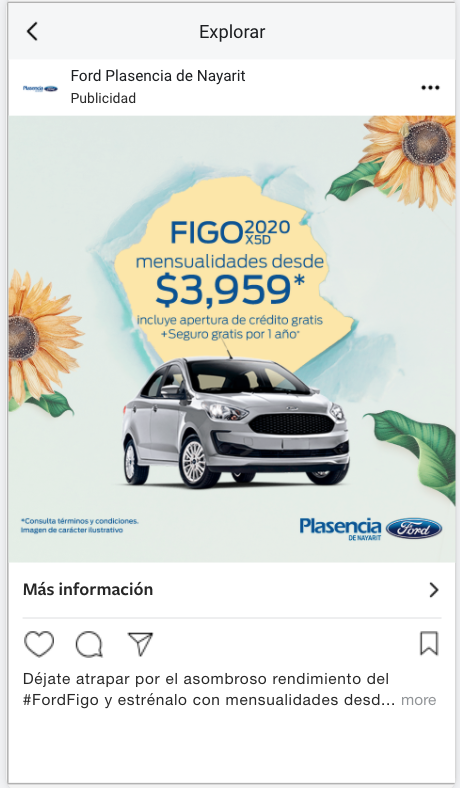 Explorar
Plasencia Ford
Ford Plasencia de Nayarit
Publicidad
FIGO 2020
X5D
mensualidades desde
$3,959*
incluye apertura de crédito gratis
+Seguro gratis por 1 año*
*Consulta términos y condiciones.
Imagen de carácter ilustrativo
Plasencia Ford
DE NAYARIT
Más información
Déjate atrapar por el asombroso rendimiento del
#FordFigo y estrénalo con mensualidades desd... more